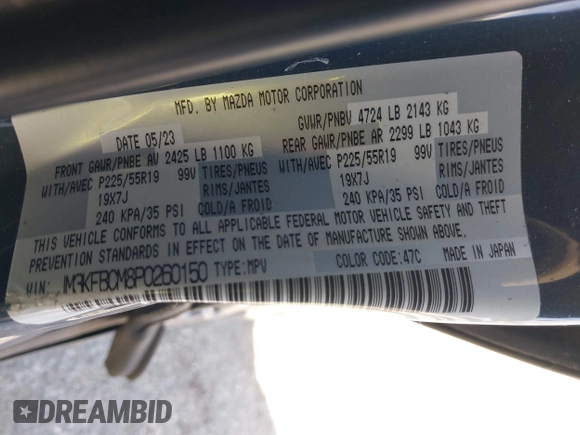 MFD. BY MAZDA MOTOR CORPORATION
DATE 05/23 GVWR/PNBV 4724 LB 2143 KG
FRONT GAWR/PNBE AV 2425 LB 1100 KG REAR GAWR/PNBE AR 2299 LB 1043 KG
WITH/AVEC P225/55R19 99V TIRES/PNEUS WITH/AVEC P225/55R19 99V TIRES/PNEUS
19X7J RIMS/JANTES 19X7J RIMS/JANTES
240 KPA/35 PSI COLD/A FROID 240 KPA/35 PSI COLD/A FROID
THIS VEHICLE CONFORMS TO ALL APPLICABLE FEDERAL MOTOR VEHICLE SAFETY AND THEFT
PREVENTION STANDARDS IN EFFECT ON THE DATE OF MANUFACTURE SHOWN ABOVE.
VIN: JM3KFBCM8P0260150 TYPE: MPV COLOR CODE: 47C MADE IN JAPAN
DREAMBID